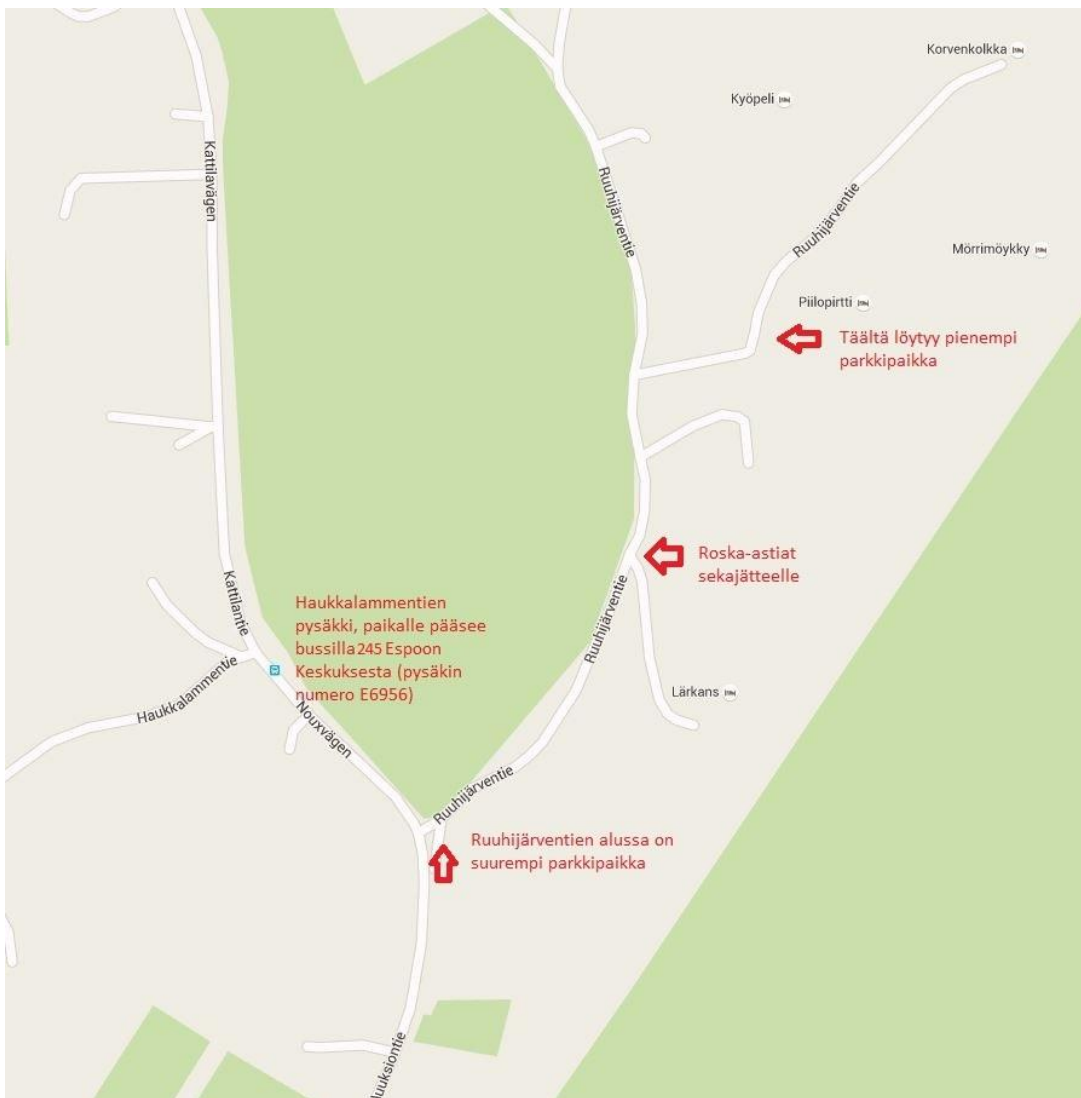 Korvenkolkka
Kyöpeli
Kattilavägen
Ruuhijärventie
Ruuhijärventie
Mörrimöykky
Piilopirtti
Täältä löytyy pienempi
parkkipaikka
Roska-astiat
sekajätteelle
Kattilantie
Haukkalammentien
pysäkki, paikalle pääsee
bussilla 245 Espoon
Keskuksesta (pysäkin
numero E6956)
Ruuhijärventie
Haukkalammentie
Nouxvägen
Lärkans
Ruuhijärventie
Ruuhijärventien alussa on
suurempi parkkipaikka
uuksiontie